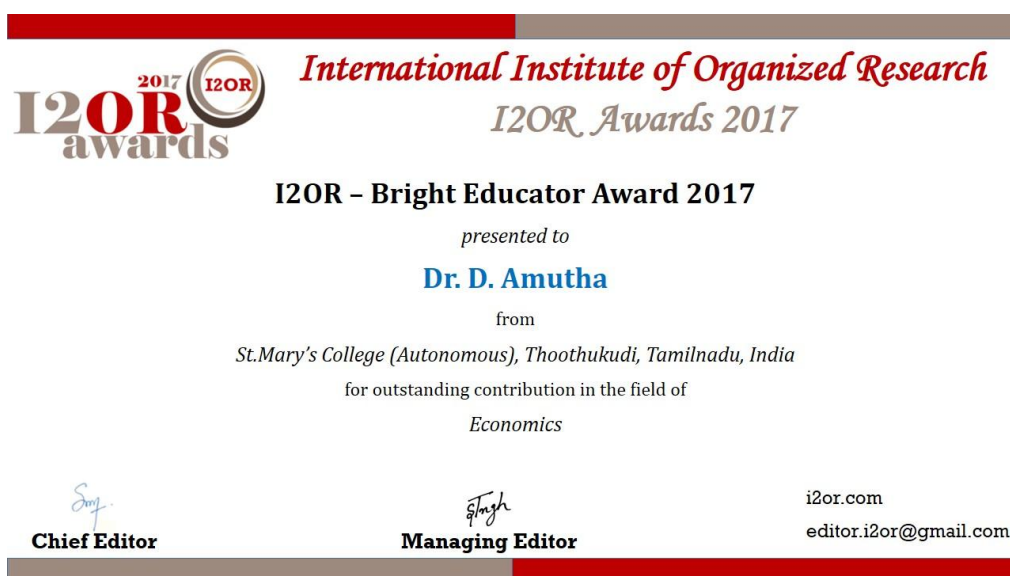 2017
I2OR
awards
I2OR
International Institute of Organized Research
I2OR Awards 2017
I2OR – Bright Educator Award 2017
presented to
Dr. D. Amutha
from
St.Mary's College (Autonomous), Thoothukudi, Tamilnadu, India
for outstanding contribution in the field of
Economics
Chief Editor
Managing Editor
i2or.com
editor.i2or@gmail.com